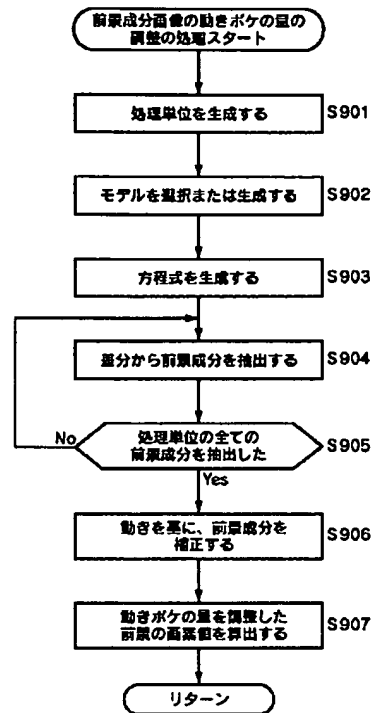 前景成分画像の動きボケの量の
調整の処理スタート
処理単位を生成する
S901
モデルを選択または生成する
S902
方程式を生成する
S903
差分から前景成分を抽出する
S904
処理単位の全ての
前景成分を抽出した
S905
No
Yes
動きを基に、前景成分を
補正する
S906
動きボケの量を調整した
前景の画素値を算出する
S907
リターン